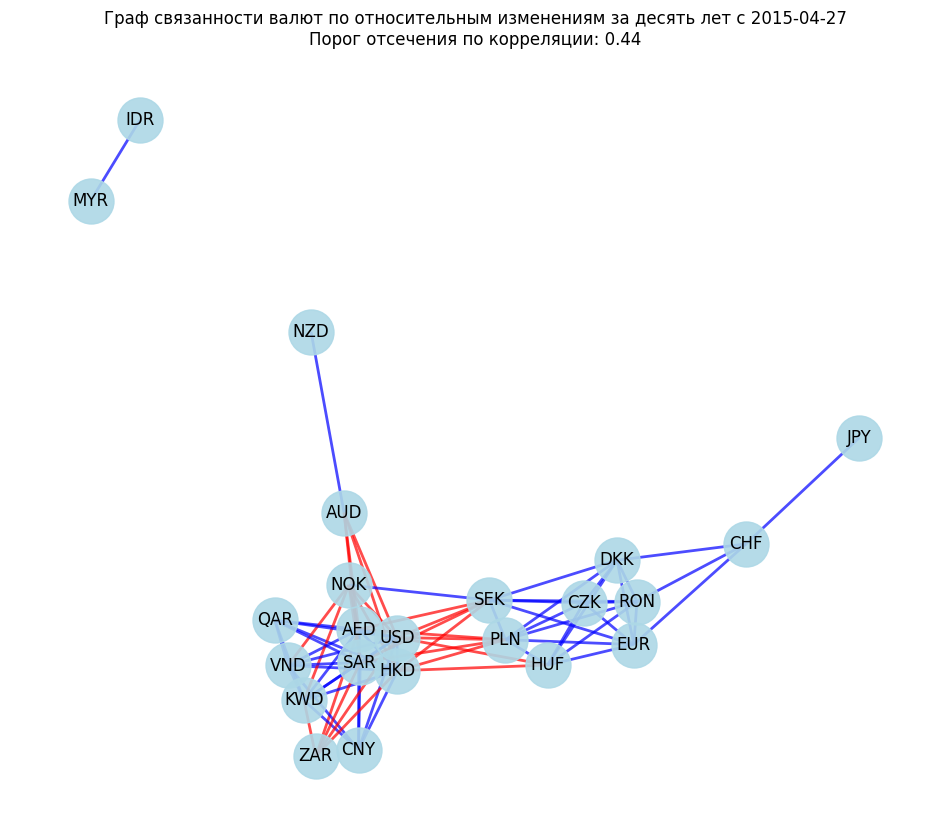 Граф связанности валют по относительным изменениям за десять лет с 2015-04-27
Порог отсечения по корреляции: 0.44
IDR
MYR
NZD
JPY
AUD
CHF
DKK
NOK
SEK
CZK
RON
QAR
AED
USD
PLN
EUR
VND
SAR
HKD
HUF
KWD
ZAR
CNY